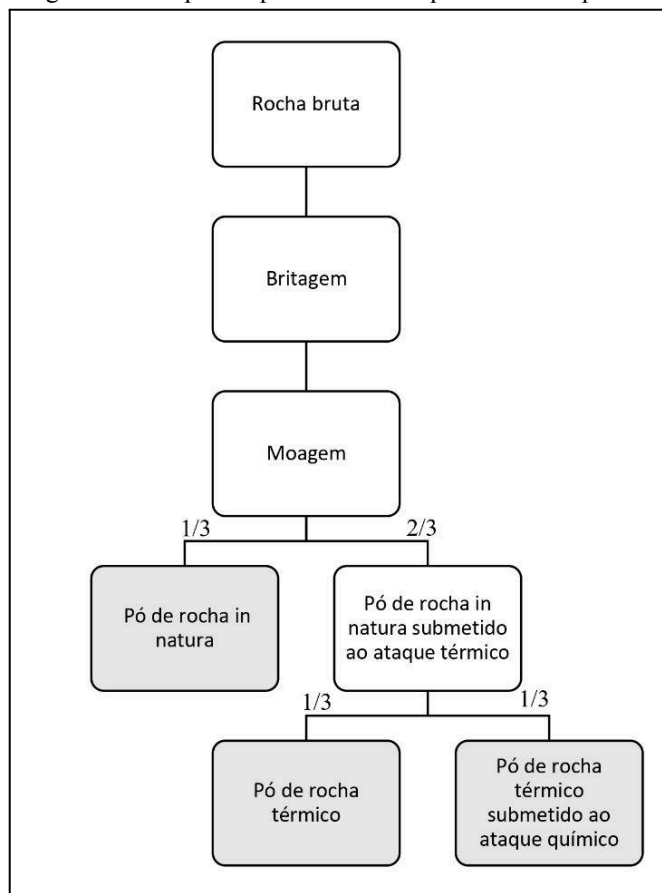 Rocha bruta
Britagem
Moagem
1/3
2/3
Pó de rocha in
natura
Pó de rocha in
natura submetido
ao ataque térmico
1/3
1/3
Pó de rocha
térmico
Pó de rocha
térmico
submetido ao
ataque químico